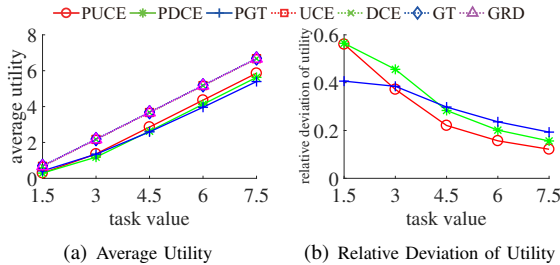 PUCE PDCE PGT UCE DCE GT GRD
average utility
8
6
4
2
0
1.5 3 4.5 6 7.5
task value
(a) Average Utility
relative deviation of utility
0.6
0.4
0.2
0
1.5 3 4.5 6 7.5
task value
(b) Relative Deviation of Utility